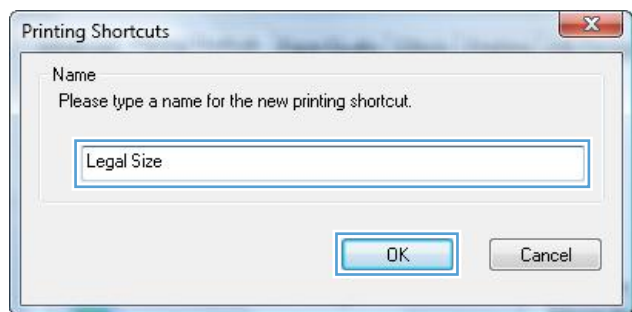 Printing Shortcuts
Name
Please type a name for the new printing shortcut.
Legal Size
OK
Cancel